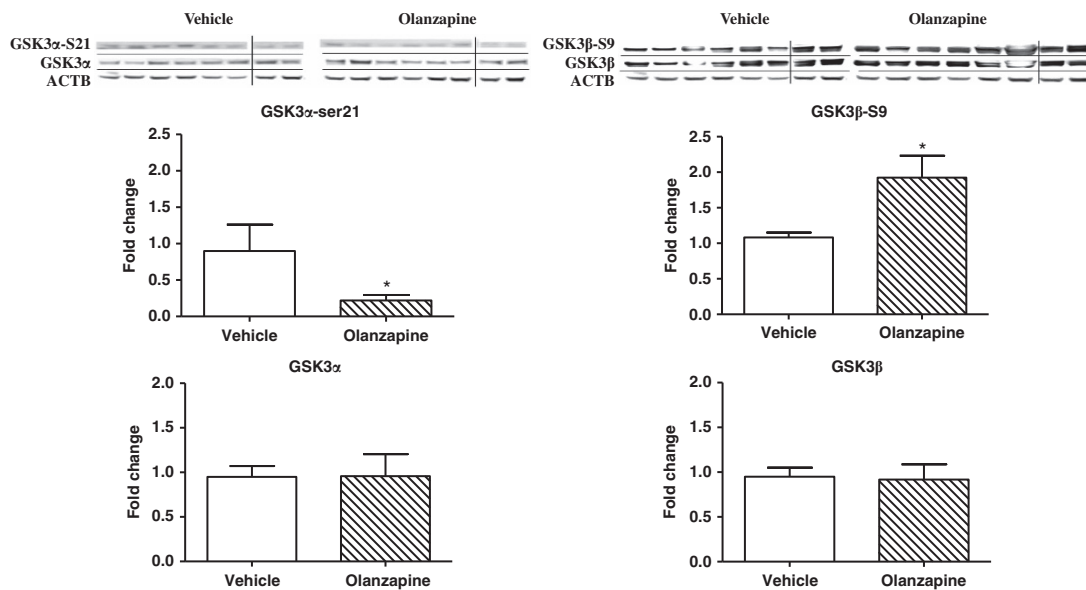 Vehicle Olanzapine
GSK3α-S21
GSK3α
ACTB
Vehicle Olanzapine
GSK3β-S9
GSK3β
ACTB
GSK3α-ser21
Fold change
2.5
2.0
1.5
1.0
0.5
0.0
*
Vehicle Olanzapine
GSK3β-S9
Fold change
2.5
2.0
1.5
1.0
0.5
0.0
*
Vehicle Olanzapine
GSK3α
Fold change
2.0
1.5
1.0
0.5
0.0
Vehicle Olanzapine
GSK3β
Fold change
2.0
1.5
1.0
0.5
0.0
Vehicle Olanzapine